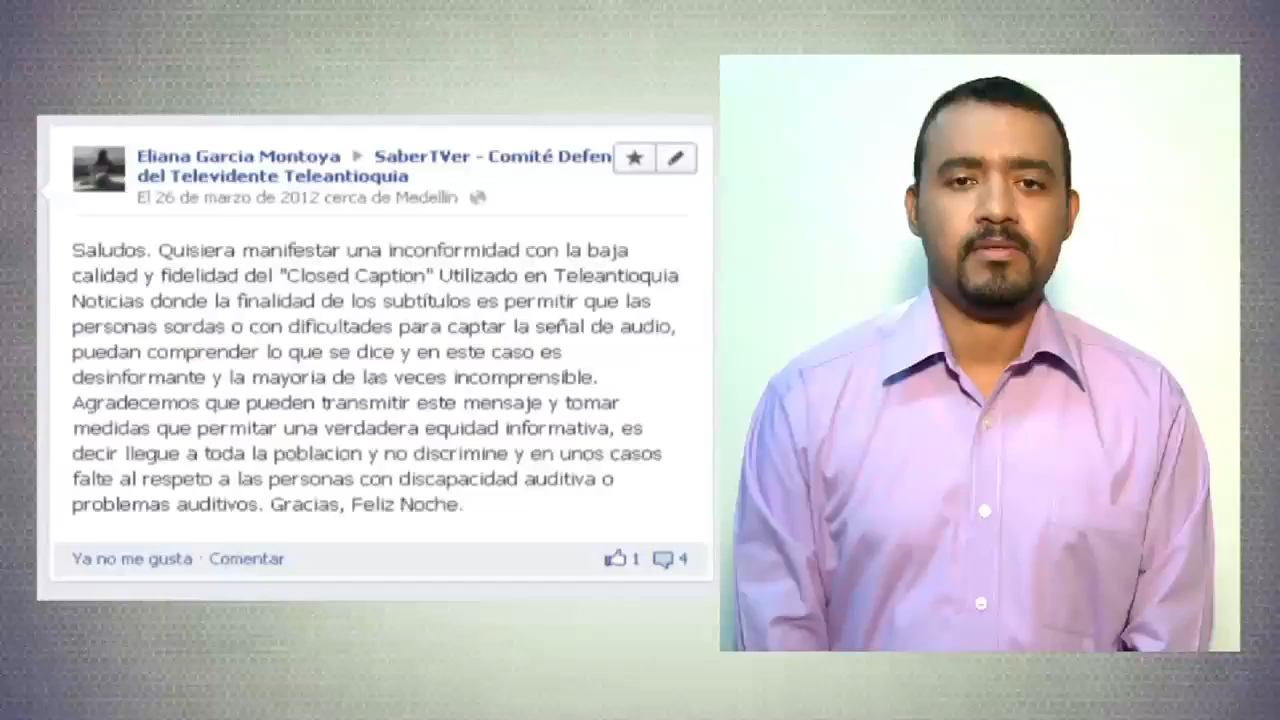 Eliana Garcia Montoya ▶ SaberTVer - Comité Defen
del Televidente Teleantioquia
El 26 de marzo de 2012 cerca de Medellin
Saludos. Quisiera manifestar una inconformidad con la baja
calidad y fidelidad del "Closed Caption" Utilizado en Teleantioquia
Noticias donde la finalidad de los subtítulos es permitir que las
personas sordas o con dificultades para captar la señal de audio,
puedan comprender lo que se dice y en este caso es
desinformante y la mayoria de las veces incomprensible.
Agradecemos que pueden transmitir este mensaje y tomar
medidas que permitar una verdadera equidad informativa, es
decir llegue a toda la poblacion y no discrimine y en unos casos
falte al respeto a las personas con discapacidad auditiva o
problemas auditivos. Gracias, Feliz Noche.
Ya no me gusta · Comentar 1 4